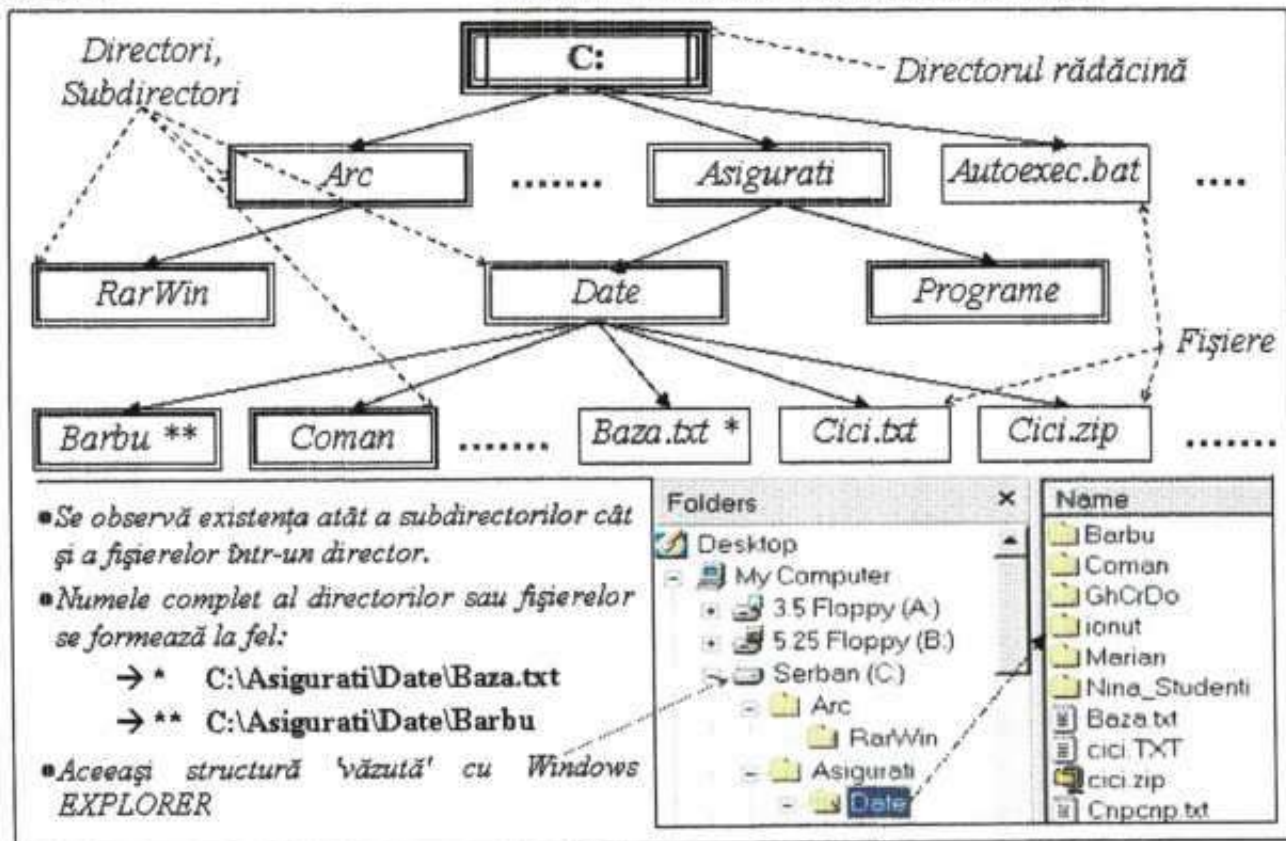 Directori,
Subdirectori
C:
Directorul rădăcină
Arc
.......
Asigurati
Autoexec.bat
....
RarWin
Date
Programe
Fişiere
Barbu **
Coman
.......
Baza.txt *
Cici.txt
Cici.zip
.......
Se observă existenţa atât a subdirectorilor cât
şi a fişierelor într-un director.
Numele complet al directorilor sau fişierelor
se formează la fel:
→ * C:\Asigurati\Date\Baza.txt
→ ** C:\Asigurati\Date\Barbu
Aceeaşi structură 'văzută' cu Windows
EXPLORER
Folders
Desktop
My Computer
3.5 Floppy (A:)
5.25 Floppy (B:)
Serban (C:)
Arc
RarWin
Asigurati
Date
Name
Barbu
Coman
GhCrDo
ionut
Marian
Nina_Studenti
Baza.txt
cici.TXT
cici.zip
Cnpcnp.txt